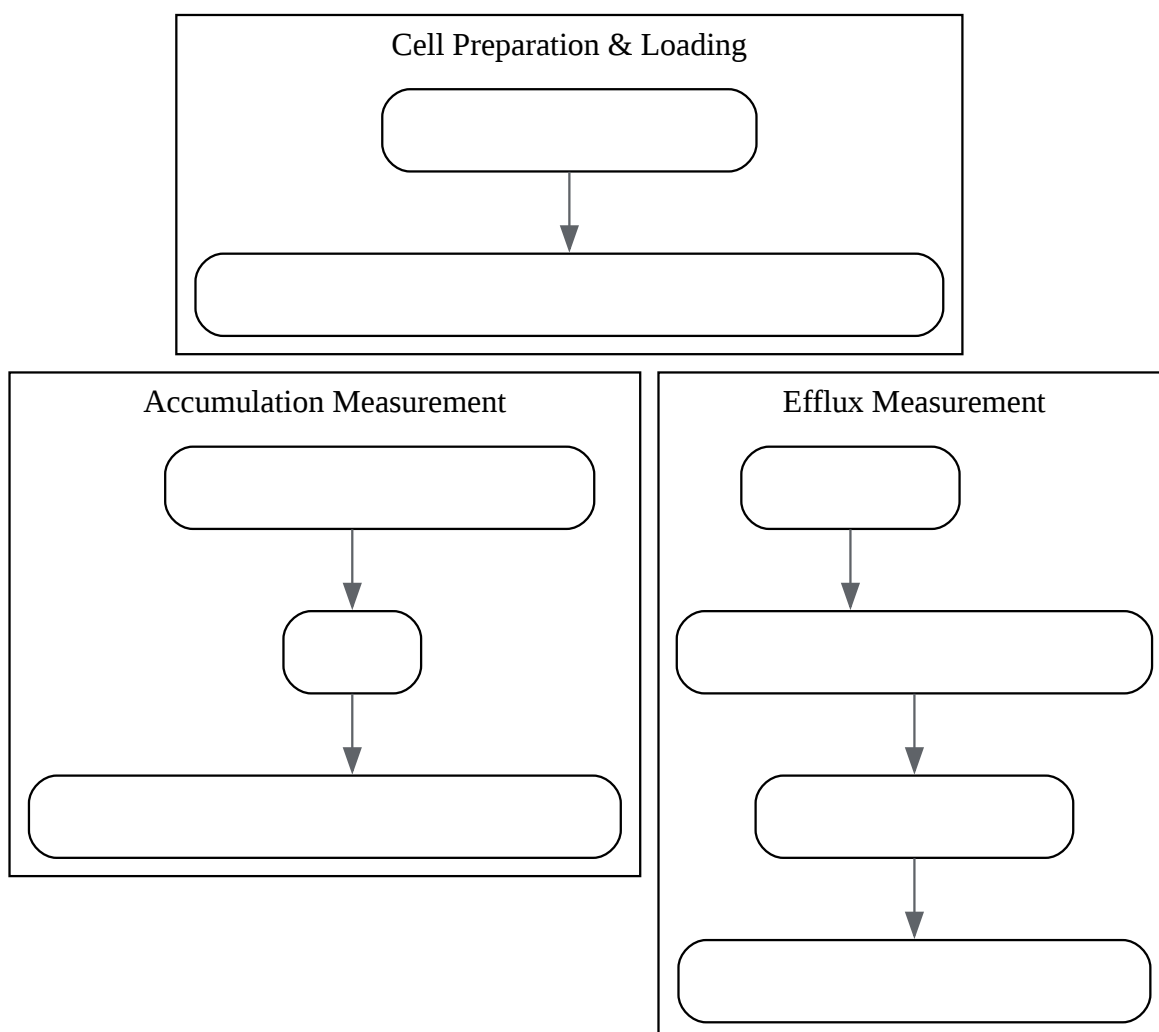 Cell Preparation & Loading
Accumulation Measurement
Efflux Measurement